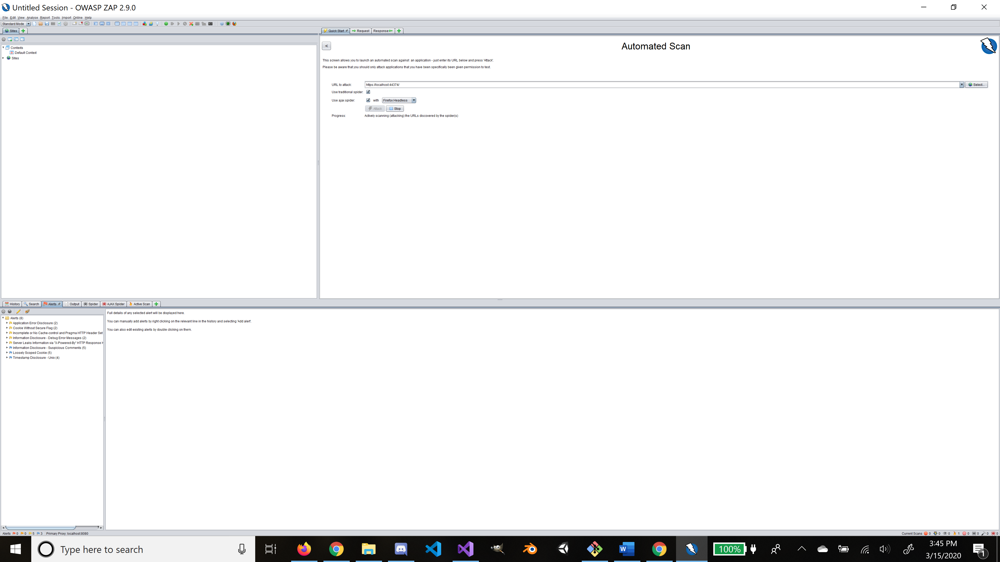 Untitled Session - OWASP ZAP 2.9.0
File Edit View Analyse Report Tools Import Online Help
Standard Mode
Sites
Quick Start Request Response
Contexts
Default Context
Sites
<
Automated Scan
This screen allows you to launch an automated scan against an application - just enter its URL below and press 'Attack'.
Please be aware that you should only attack applications that you have been specifically been given permission to test.
URL to attack: https://localhost:44374/ Select...
Use traditional spider:
Use ajax spider: with Firefox Headless
Attack Stop
Progress: Actively scanning (attacking) the URLs discovered by the spider(s)
History Search Alerts Output Spider AJAX Spider Active Scan
Alerts (8)
Application Error Disclosure (2)
Cookie Without Secure Flag (2)
Incomplete or No Cache-control and Pragma HTTP Header Set
Information Disclosure - Debug Error Messages (2)
Server Leaks Information via "X-Powered-By" HTTP Response H
Information Disclosure - Suspicious Comments (5)
Loosely Scoped Cookie (5)
Timestamp Disclosure - Unix (4)
Full details of any selected alert will be displayed here.
You can manually add alerts by right clicking on the relevant line in the history and selecting 'Add alert'.
You can also edit existing alerts by double clicking on them.
Alerts 0 0 5 3 Primary Proxy: localhost:8080
Current Scans 0 0 0 1 0 0 0 0
Type here to search
100%
3:45 PM
3/15/2020
1